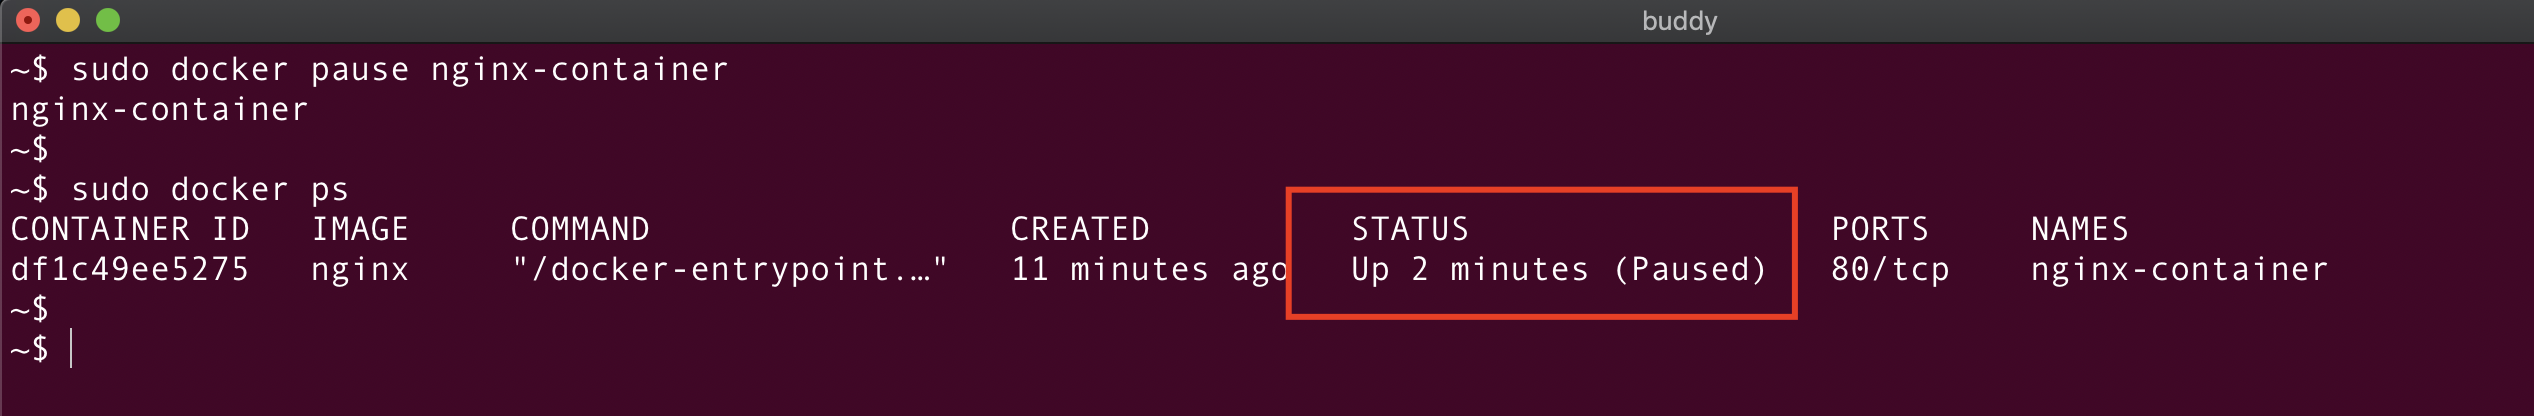 buddy
~$ sudo docker pause nginx-container
nginx-container
~$
~$ sudo docker ps
CONTAINER ID   IMAGE     COMMAND                  CREATED          STATUS                  PORTS     NAMES
df1c49ee5275   nginx     "/docker-entrypoint.…"   11 minutes ago   Up 2 minutes (Paused)   80/tcp    nginx-container
~$
~$